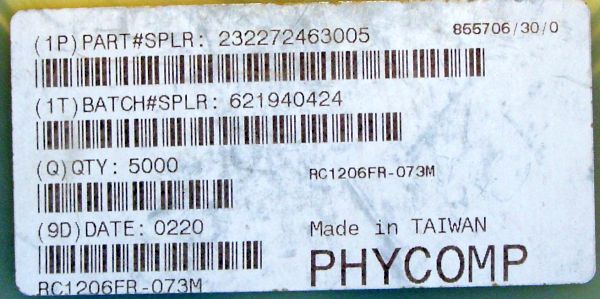 (1P)PART#SPLR: 232272463005 855706/30/0
(1T)BATCH#SPLR: 621940424
(Q)QTY: 5000
RC1206FR-073M
(9D)DATE: 0220
Made in TAIWAN
PHYCOMP
RC1206FR-073M